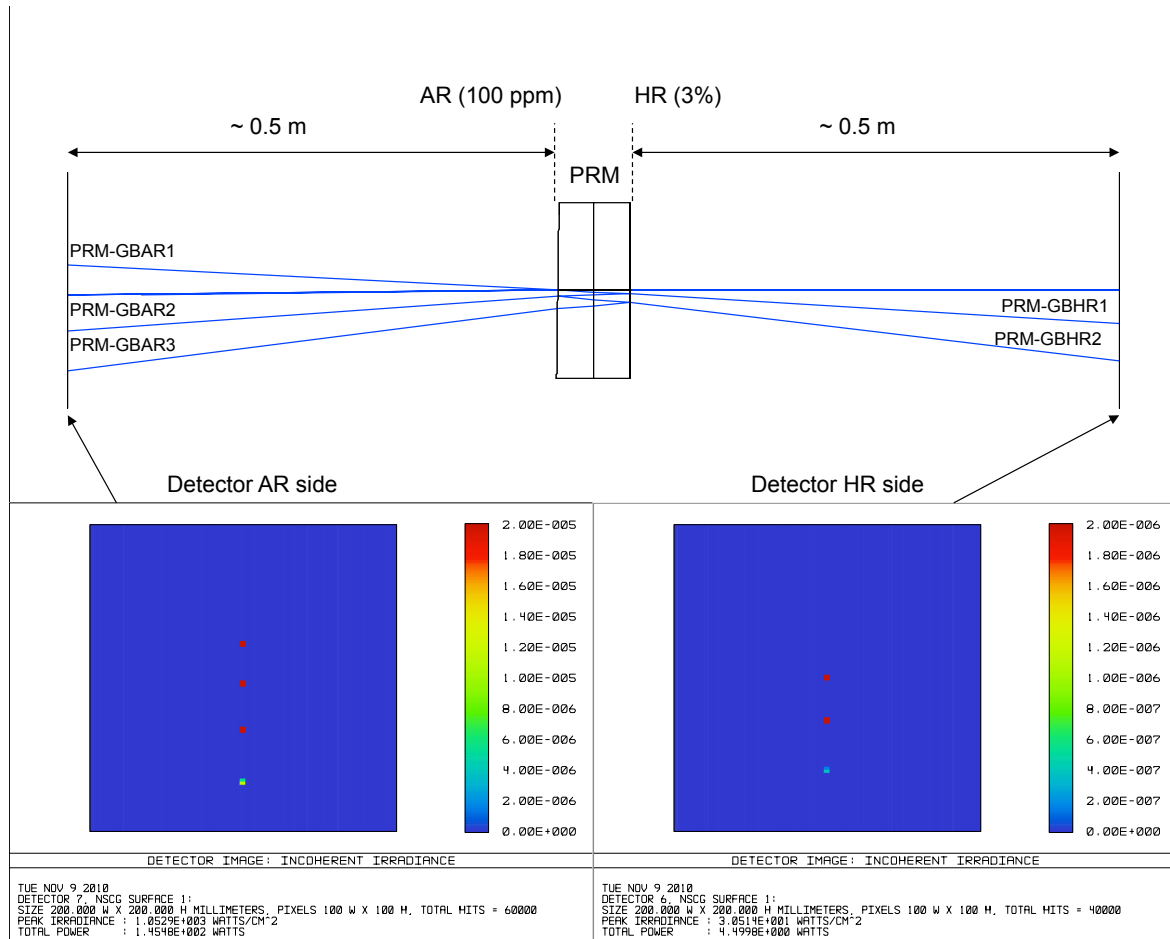 AR (100 ppm) HR (3%)
~ 0.5 m ~ 0.5 m
PRM
PRM-GBAR1
PRM-GBAR2
PRM-GBAR3
PRM-GBHR1
PRM-GBHR2
Detector AR side
Detector HR side
2.00E-005
1.80E-005
1.60E-005
1.40E-005
1.20E-005
1.00E-005
8.00E-006
6.00E-006
4.00E-006
2.00E-006
0.00E+000
DETECTOR IMAGE: INCOHERENT IRRADIANCE
TUE NOV 9 2010
DETECTOR 7, NSCG SURFACE 1:
SIZE 200.000 W X 200.000 H MILLIMETERS, PIXELS 100 W X 100 H, TOTAL HITS = 60000
PEAK IRRADIANCE : 1.0529E+003 WATTS/CM^2
TOTAL POWER : 1.4548E+002 WATTS
2.00E-006
1.80E-006
1.60E-006
1.40E-006
1.20E-006
1.00E-006
8.00E-007
6.00E-007
4.00E-007
2.00E-007
0.00E+000
DETECTOR IMAGE: INCOHERENT IRRADIANCE
TUE NOV 9 2010
DETECTOR 6, NSCG SURFACE 1:
SIZE 200.000 W X 200.000 H MILLIMETERS, PIXELS 100 W X 100 H, TOTAL HITS = 40000
PEAK IRRADIANCE : 3.0514E+001 WATTS/CM^2
TOTAL POWER : 4.4998E+000 WATTS